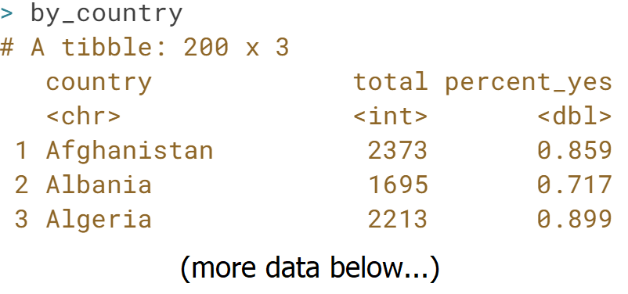 > by_country
# A tibble: 200 x 3
country total percent_yes
<chr> <int> <dbl>
1 Afghanistan 2373 0.859
2 Albania 1695 0.717
3 Algeria 2213 0.899
(more data below...)